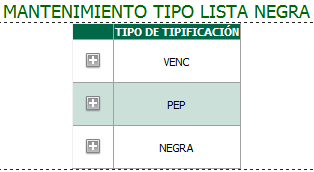 MANTENIMIENTO TIPO LISTA NEGRA
TIPO DE TIPIFICACIÓN
VENC
PEP
NEGRA